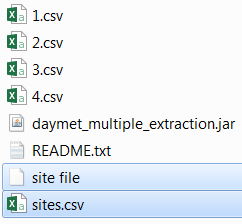 1.csv
2.csv
3.csv
4.csv
daymet_multiple_extraction.jar
README.txt
site file
sites.csv